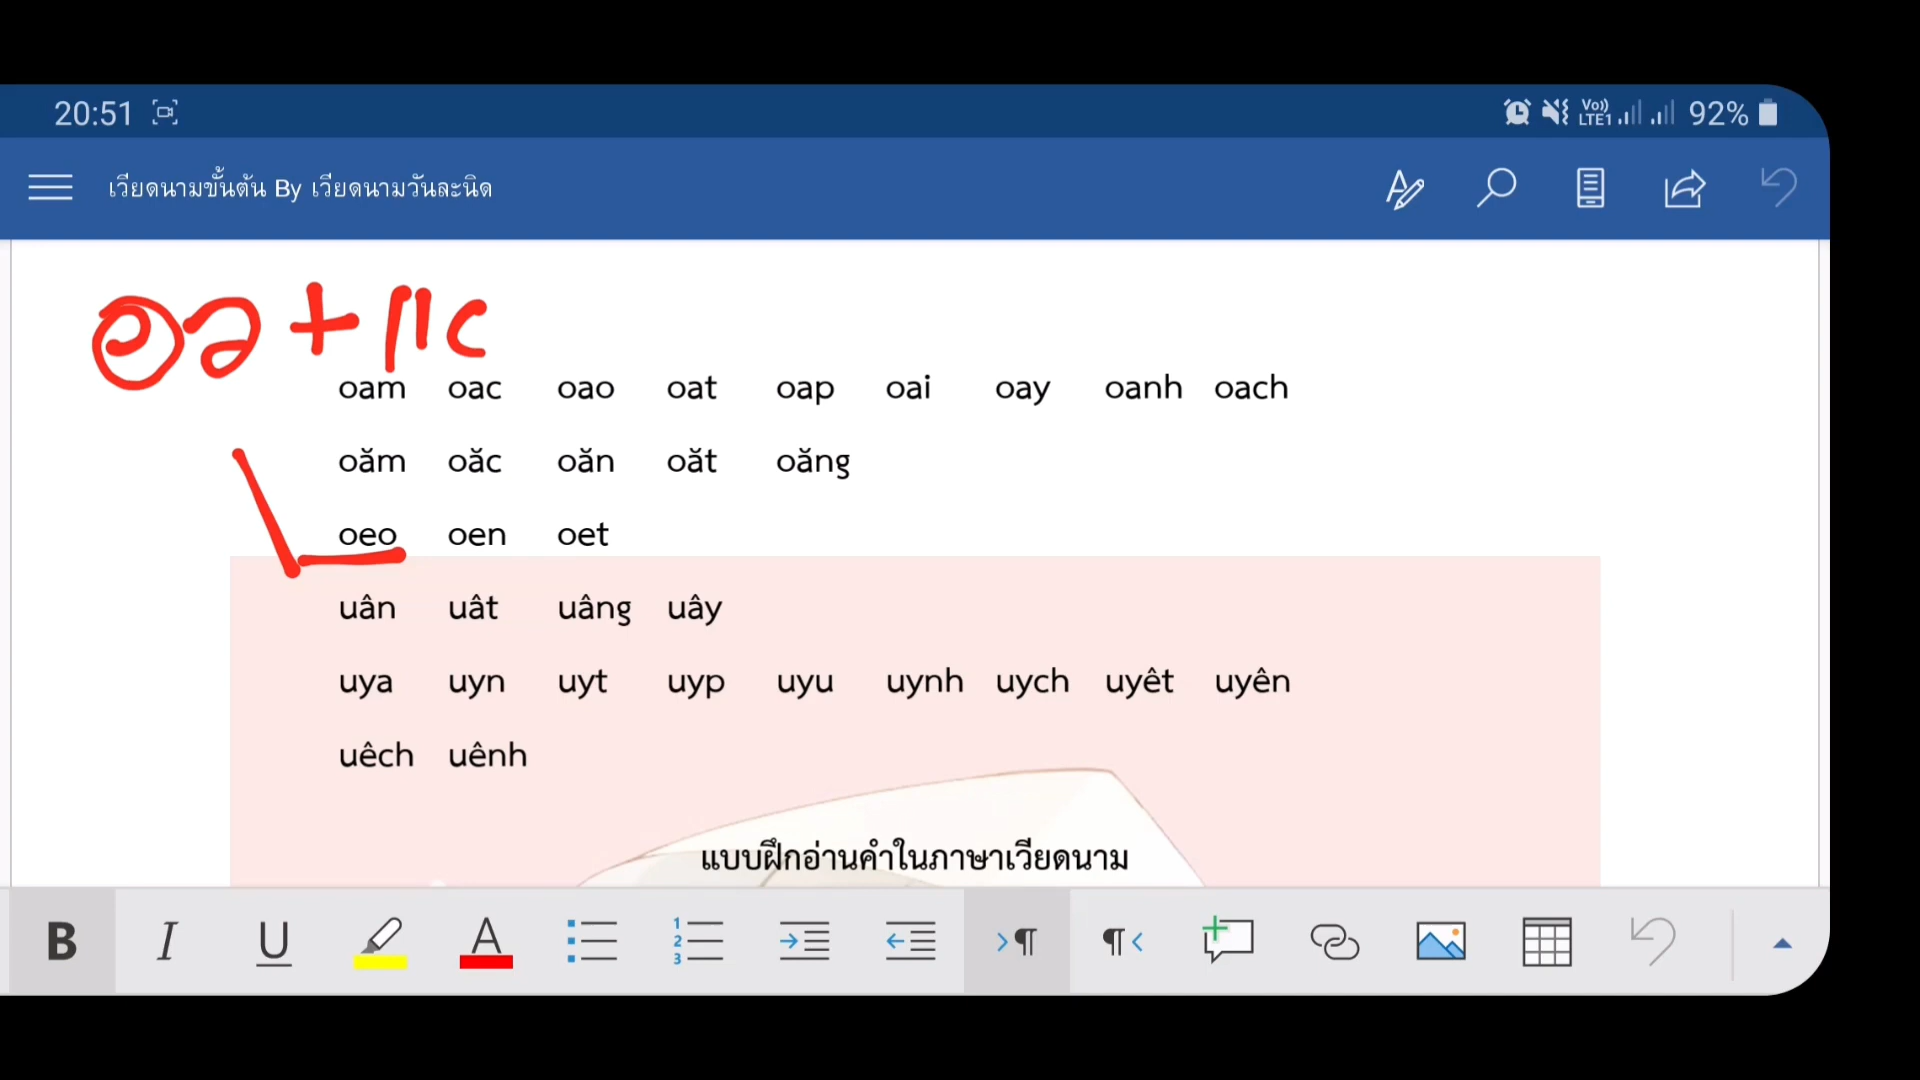 20:51 Vo)) LTE1 92%
เวียดนามขั้นต้น By เวียดนามวันละนิด
oam oac oao oat oap oai oay oanh oach
oăm oăc oăn oăt oăng
oeo oen oet
uân uât uâng uây
uya uyn uyt uyp uyu uynh uych uyêt uyên
uêch uênh
แบบฝึกอ่านคำในภาษาเวียดนาม
B I U A